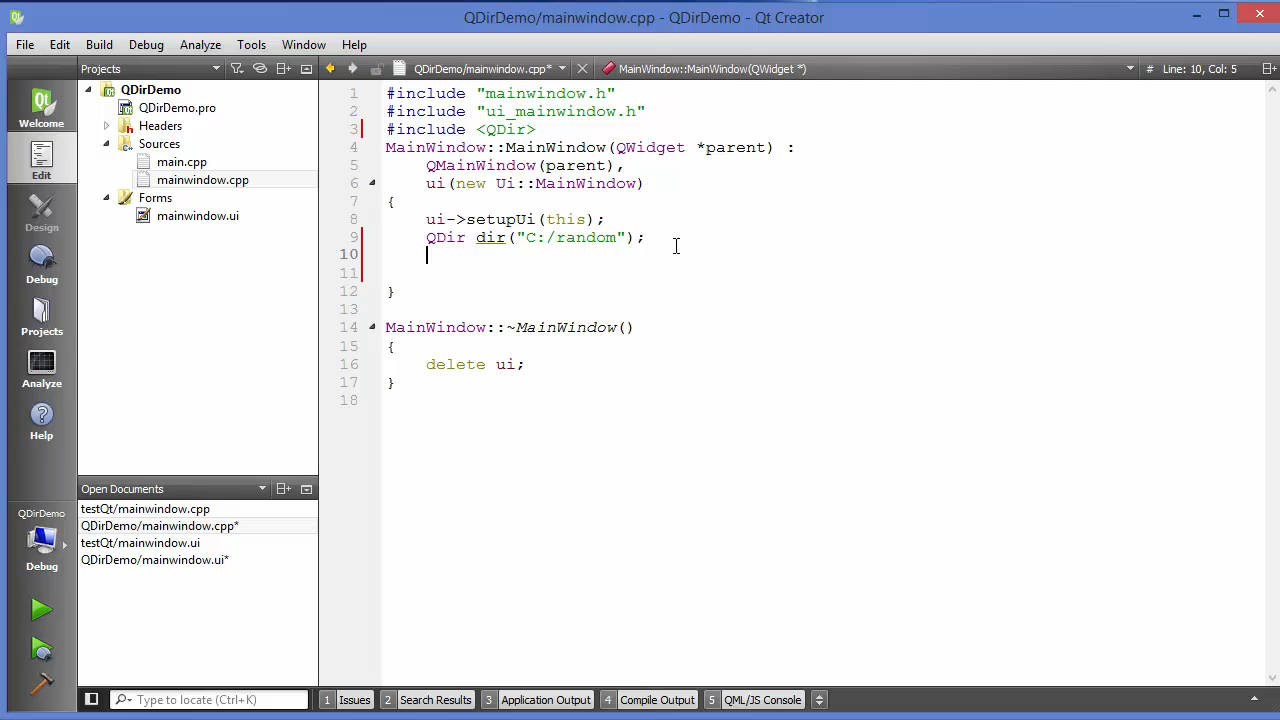 QDirDemo/mainwindow.cpp - QDirDemo - Qt Creator
File Edit Build Debug Analyze Tools Window Help
Projects
QDirDemo/mainwindow.cpp*
MainWindow::MainWindow(QWidget *)
# Line: 10, Col: 5
Welcome
Edit
Design
Debug
Projects
Analyze
Help
QDirDemo
Debug
QDirDemo
QDirDemo.pro
Headers
Sources
main.cpp
mainwindow.cpp
Forms
mainwindow.ui
Open Documents
testQt/mainwindow.cpp
QDirDemo/mainwindow.cpp*
testQt/mainwindow.ui
QDirDemo/mainwindow.ui*
1 #include "mainwindow.h"
2 #include "ui_mainwindow.h"
3 #include <QDir>
4 MainWindow::MainWindow(QWidget *parent) :
5 QMainWindow(parent),
6 ui(new Ui::MainWindow)
7 {
8 ui->setupUi(this);
9 QDir dir("C:/random");
10
11
12 }
13
14 MainWindow::~MainWindow()
15 {
16 delete ui;
17 }
18
Type to locate (Ctrl+K)
1 Issues 2 Search Results 3 Application Output 4 Compile Output 5 QML/JS Console